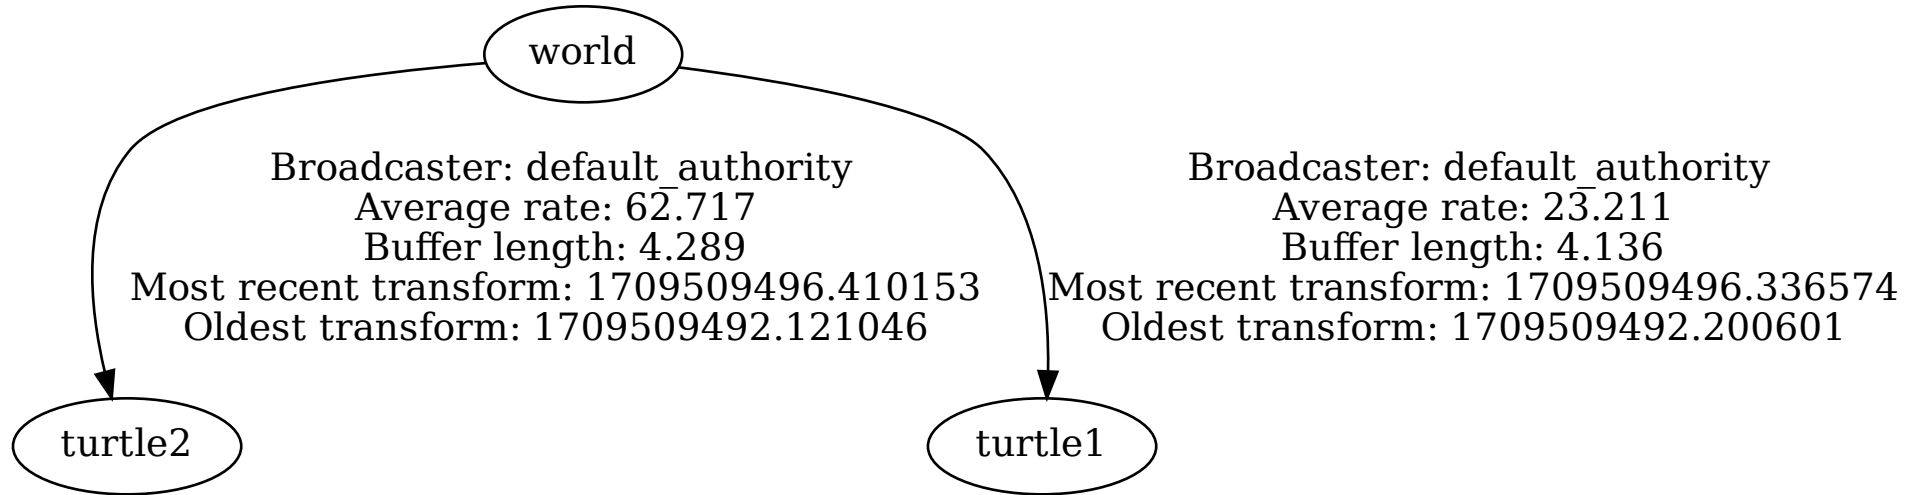 world
Broadcaster: default_authority
Average rate: 62.717
Buffer length: 4.289
Most recent transform: 1709509496.410153
Oldest transform: 1709509492.121046
Broadcaster: default_authority
Average rate: 23.211
Buffer length: 4.136
Most recent transform: 1709509496.336574
Oldest transform: 1709509492.200601
turtle2
turtle1